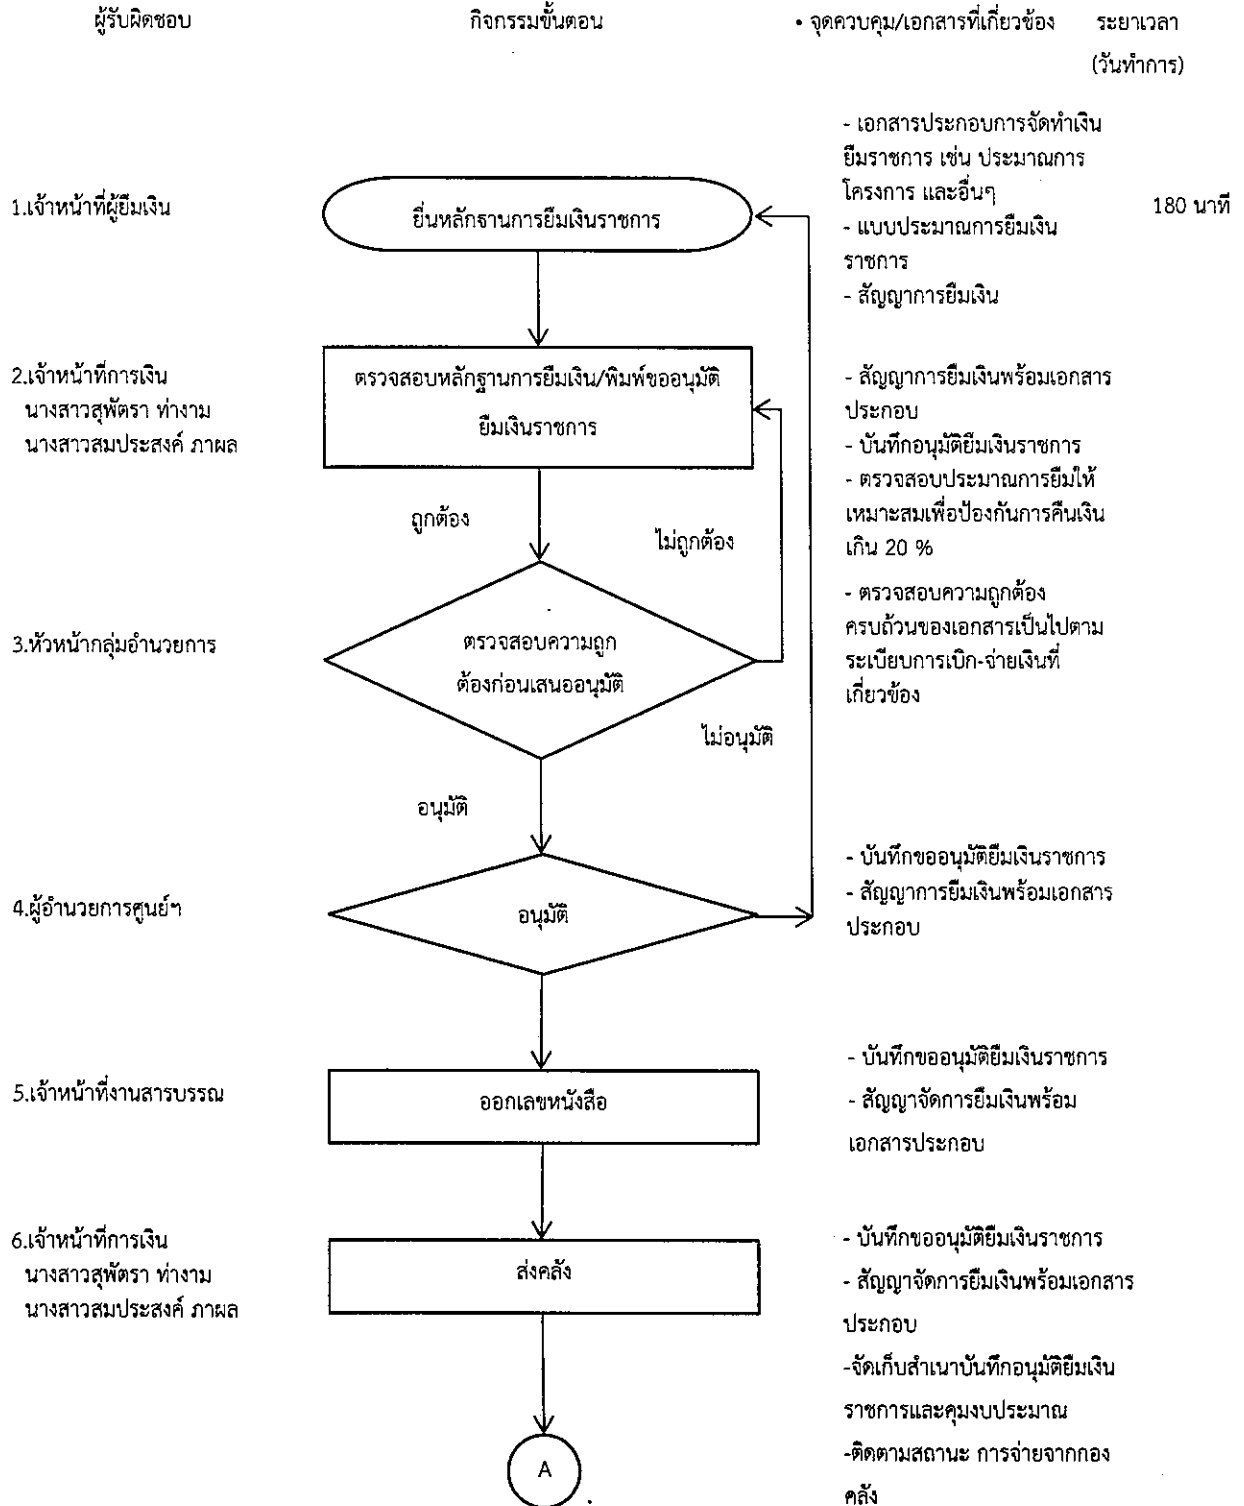 ผู้รับผิดชอบ กิจกรรมขั้นตอน • จุดควบคุม/เอกสารที่เกี่ยวข้อง ระยาเวลา
(วันทำการ)
1.เจ้าหน้าที่ผู้ยืมเงิน
ยื่นหลักฐานการยืมเงินราชการ
- เอกสารประกอบการจัดทำเงิน
ยืมราชการ เช่น ประมาณการ
โครงการ และอื่นๆ
- แบบประมาณการยืมเงิน
ราชการ
- สัญญาการยืมเงิน
180 นาที
2.เจ้าหน้าที่การเงิน
นางสาวสุพัตรา ท่างาม
นางสาวสมประสงค์ ภาผล
ตรวจสอบหลักฐานการยืมเงิน/พิมพ์ขออนุมัติ
ยืมเงินราชการ
- สัญญาการยืมเงินพร้อมเอกสาร
ประกอบ
- บันทึกอนุมัติยืมเงินราชการ
- ตรวจสอบประมาณการยืมให้
เหมาะสมเพื่อป้องกันการคืนเงิน
เกิน 20 %
ถูกต้อง
ไม่ถูกต้อง
3.หัวหน้ากลุ่มอำนวยการ
ตรวจสอบความถูก
ต้องก่อนเสนออนุมัติ
- ตรวจสอบความถูกต้อง
ครบถ้วนของเอกสารเป็นไปตาม
ระเบียบการเบิก-จ่ายเงินที่
เกี่ยวข้อง
ไม่อนุมัติ
อนุมัติ
4.ผู้อำนวยการศูนย์ฯ
อนุมัติ
- บันทึกขออนุมัติยืมเงินราชการ
- สัญญาการยืมเงินพร้อมเอกสาร
ประกอบ
5.เจ้าหน้าที่งานสารบรรณ
ออกเลขหนังสือ
- บันทึกขออนุมัติยืมเงินราชการ
- สัญญาจัดการยืมเงินพร้อม
เอกสารประกอบ
6.เจ้าหน้าที่การเงิน
นางสาวสุพัตรา ท่างาม
นางสาวสมประสงค์ ภาผล
ส่งคลัง
- บันทึกขออนุมัติยืมเงินราชการ
- สัญญาจัดการยืมเงินพร้อมเอกสาร
ประกอบ
-จัดเก็บสำเนาบันทึกอนุมัติยืมเงิน
ราชการและคุมงบประมาณ
-ติดตามสถานะ การจ่ายจากกอง
คลัง
A